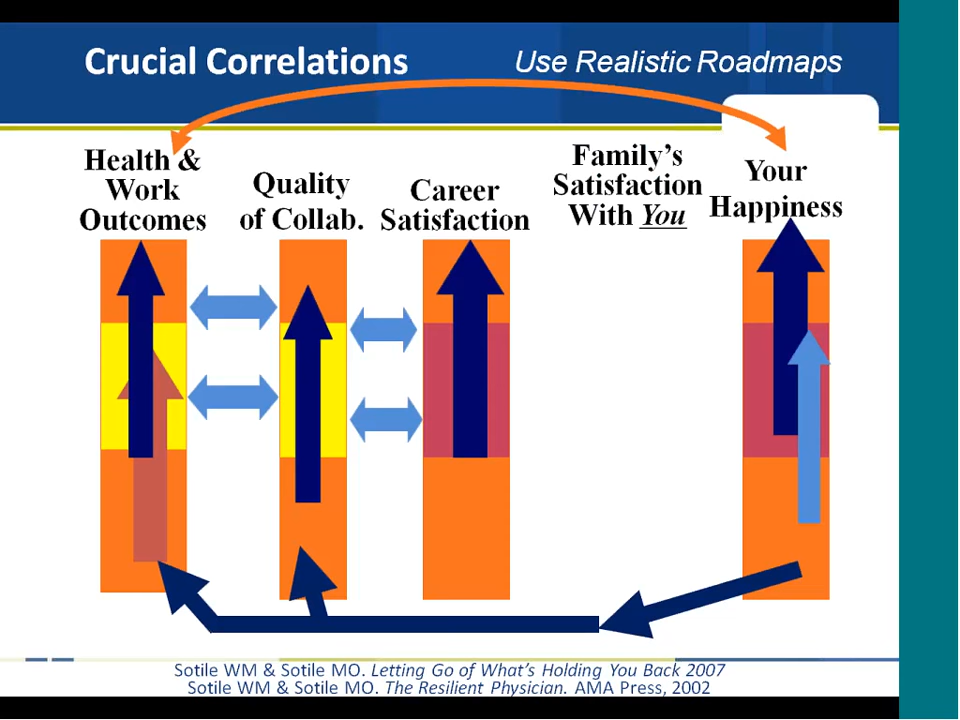 Crucial Correlations
Use Realistic Roadmaps
Health &
Work
Outcomes
Quality
of Collab.
Career
Satisfaction
Family's
Satisfaction
With You
Your
Happiness
Sotile WM & Sotile MO. Letting Go of What's Holding You Back 2007
Sotile WM & Sotile MO. The Resilient Physician. AMA Press, 2002